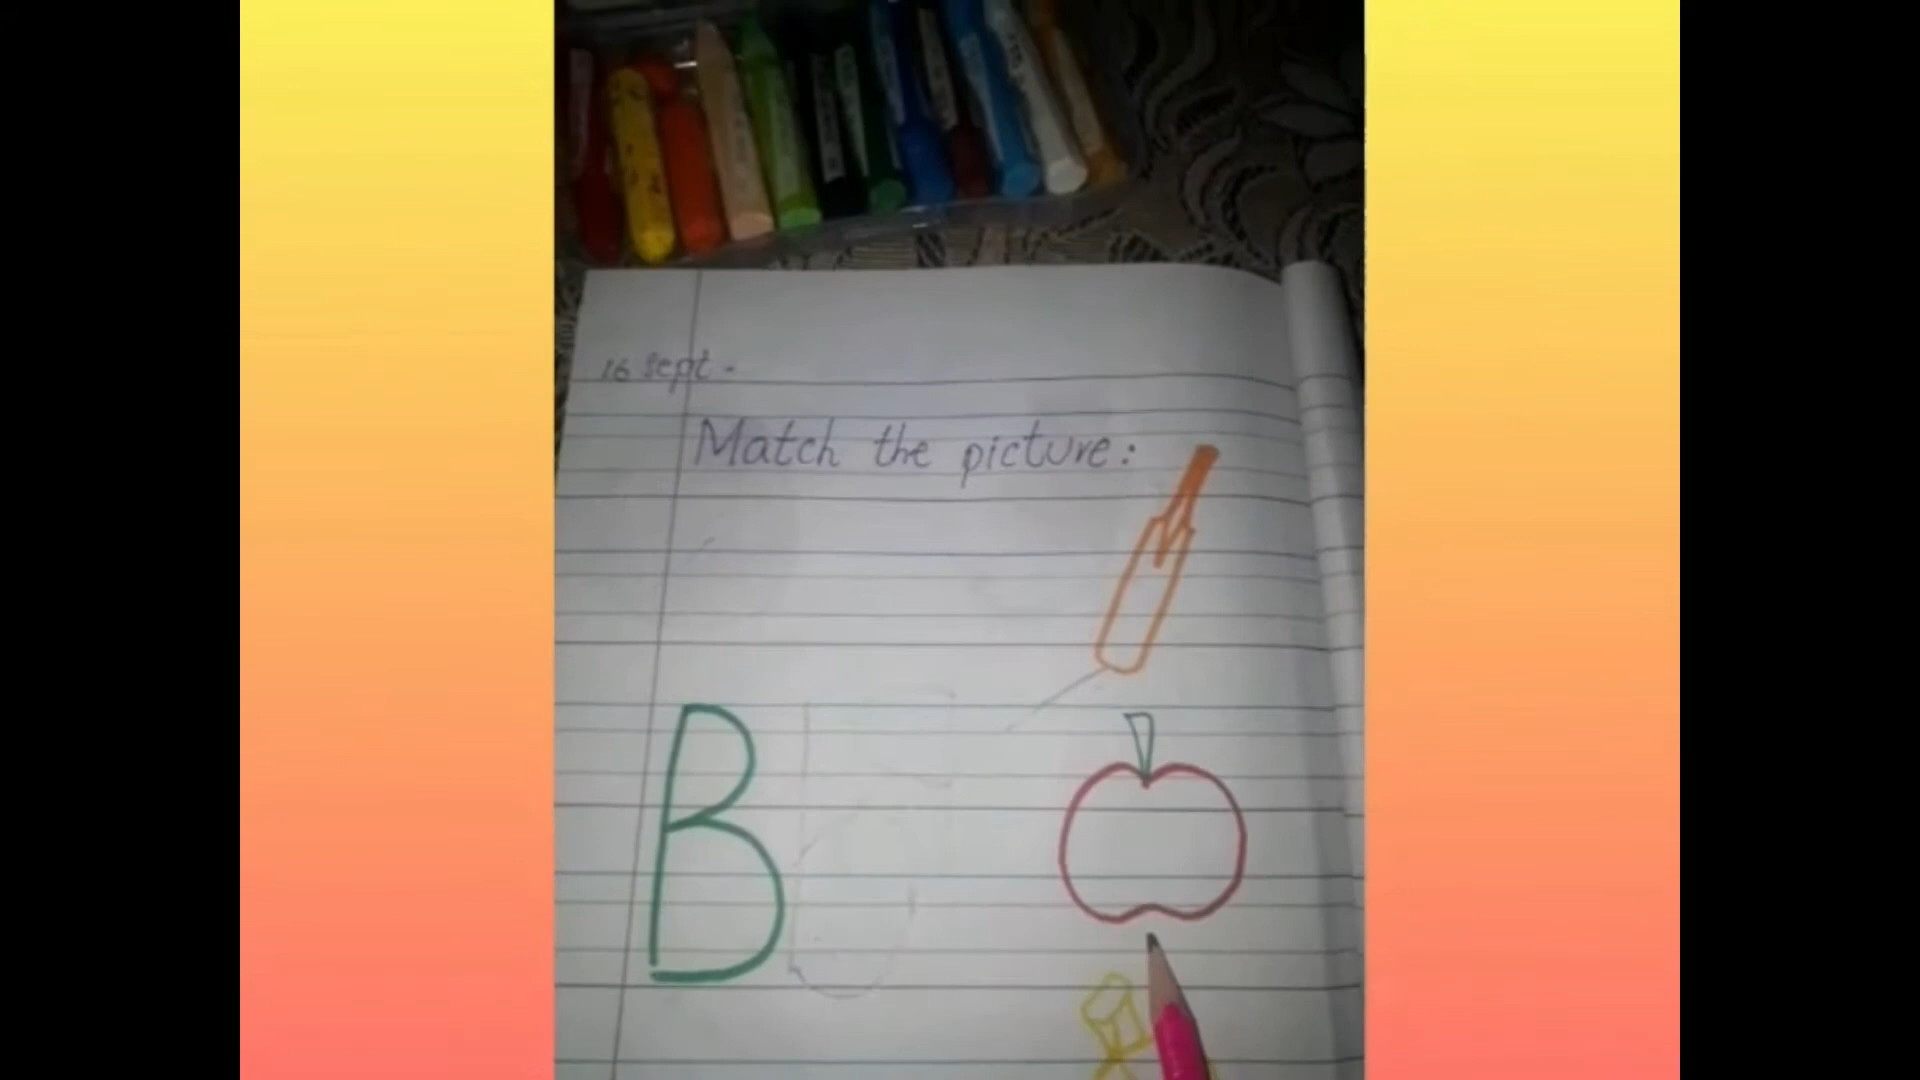 16 sept.
Match the picture:
B